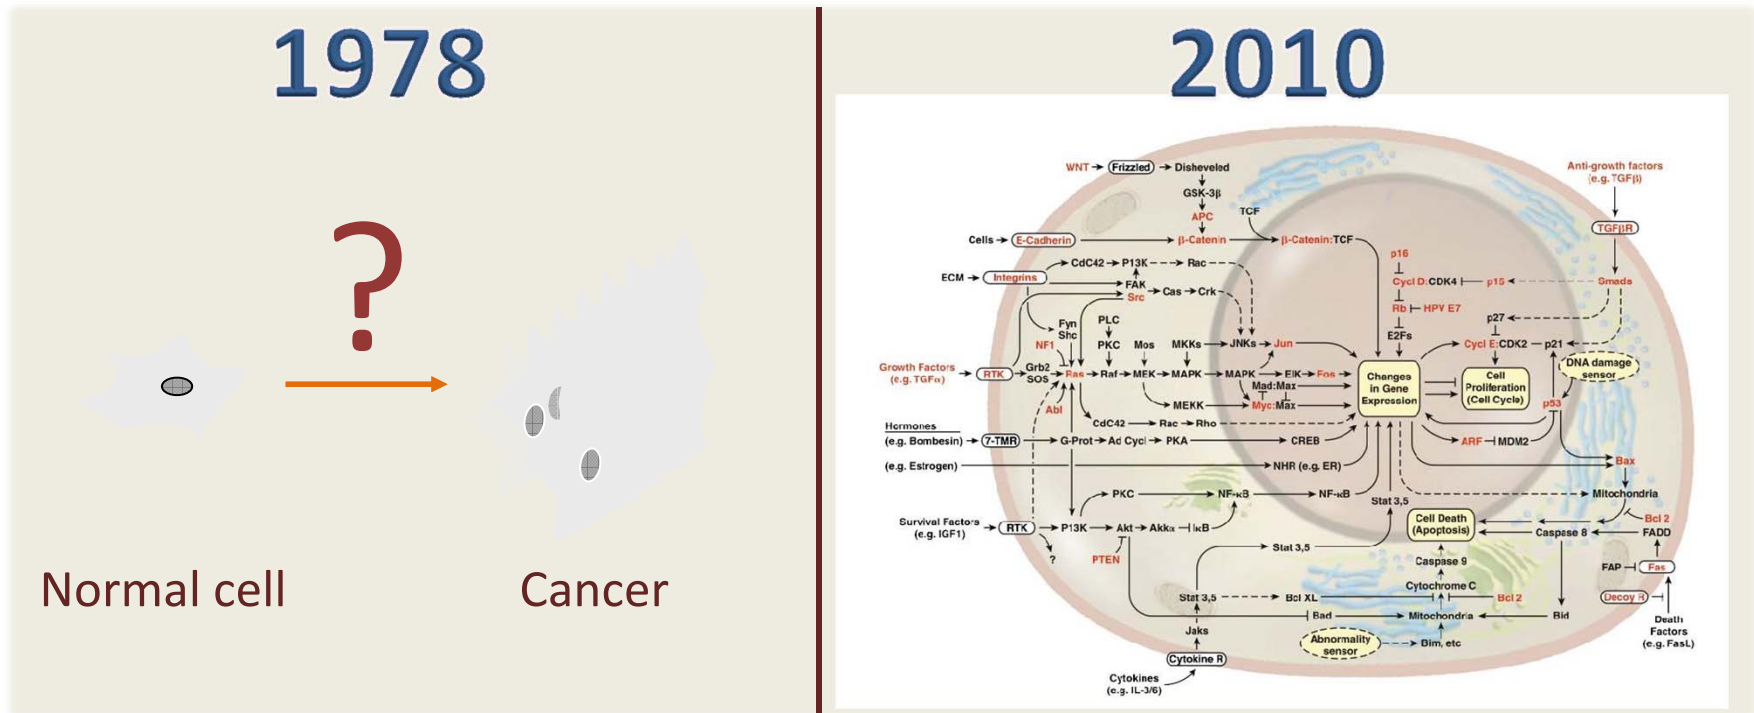 1978
?
Normal cell
Cancer
2010
WNT
Frizzled
Disheveled
GSK-3β
APC
TCF
Cells
E-Cadherin
β-Catenin
β-Catenin:TCF
Anti-growth factors
(e.g. TGFβ)
TGFβR
ECM
Integrins
CdC42
P13K
Rac
FAK
Src
Cas
Crk
p16
Cycl D:CDK4
p15
Smads
Rb
HPV E7
E2Fs
p27
Cycl E:CDK2
p21
Fyn
Shc
NF1
PLC
PKC
Mos
MKKs
JNKs
Jun
Growth Factors
(e.g. TGFα)
RTK
Grb2
SOS
Ras
Raf
MEK
MAPK
MAPK
ElK
Fos
Mad:Max
Abl
MEKK
Myc:Max
CdC42
Rac
Rho
Changes
in Gene
Expression
Cell
Proliferation
(Cell Cycle)
DNA damage
sensor
p53
Hormones
(e.g. Bombesin)
7-TMR
G-Prot
Ad Cycl
PKA
CREB
ARF
MDM2
(e.g. Estrogen)
NHR (e.g. ER)
Bax
PKC
NF-κB
NF-κB
Stat 3,5
Mitochondria
Survival Factors
(e.g. IGF1)
RTK
P13K
Akt
Akkα
IκB
?
PTEN
Cell Death
(Apoptosis)
Bcl 2
Caspase 8
FADD
Stat 3,5
Caspase 9
FAP
Fas
Cytochrome C
Stat 3,5
Bcl XL
Bcl 2
Decoy R
Bad
Mitochondria
Bid
Jaks
Abnormality
sensor
Bim, etc
Death
Factors
(e.g. FasL)
Cytokine R
Cytokines
(e.g. IL-3/6)